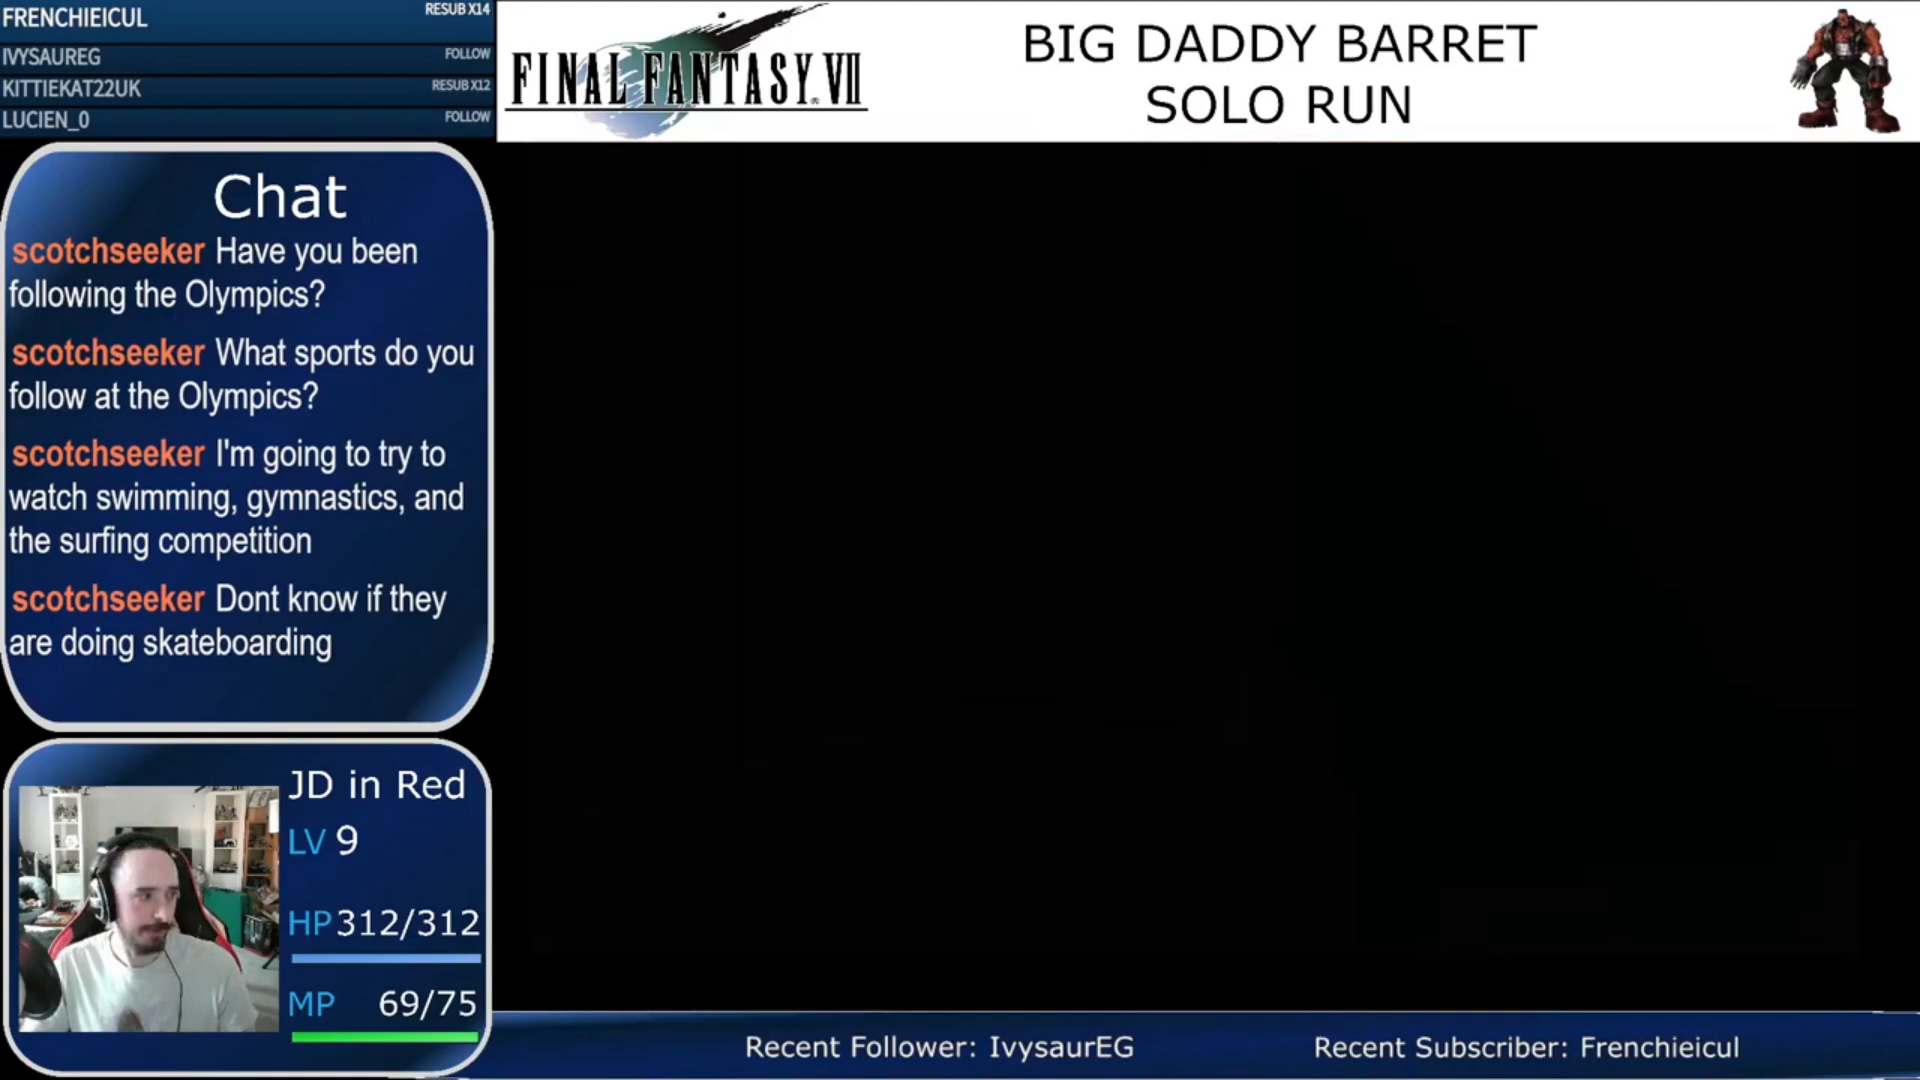 FRENCHIEICUL RESUB X14
IVYSAUREG FOLLOW
KITTIEKAT22UK RESUB X12
LUCIEN_0 FOLLOW
FINAL FANTASY VII
BIG DADDY BARRET
SOLO RUN
Chat
scotchseeker Have you been
following the Olympics?
scotchseeker What sports do you
follow at the Olympics?
scotchseeker I'm going to try to
watch swimming, gymnastics, and
the surfing competition
scotchseeker Dont know if they
are doing skateboarding
JD in Red
LV 9
HP 312/312
MP 69/75
Recent Follower: IvysaurEG Recent Subscriber: Frenchieicul